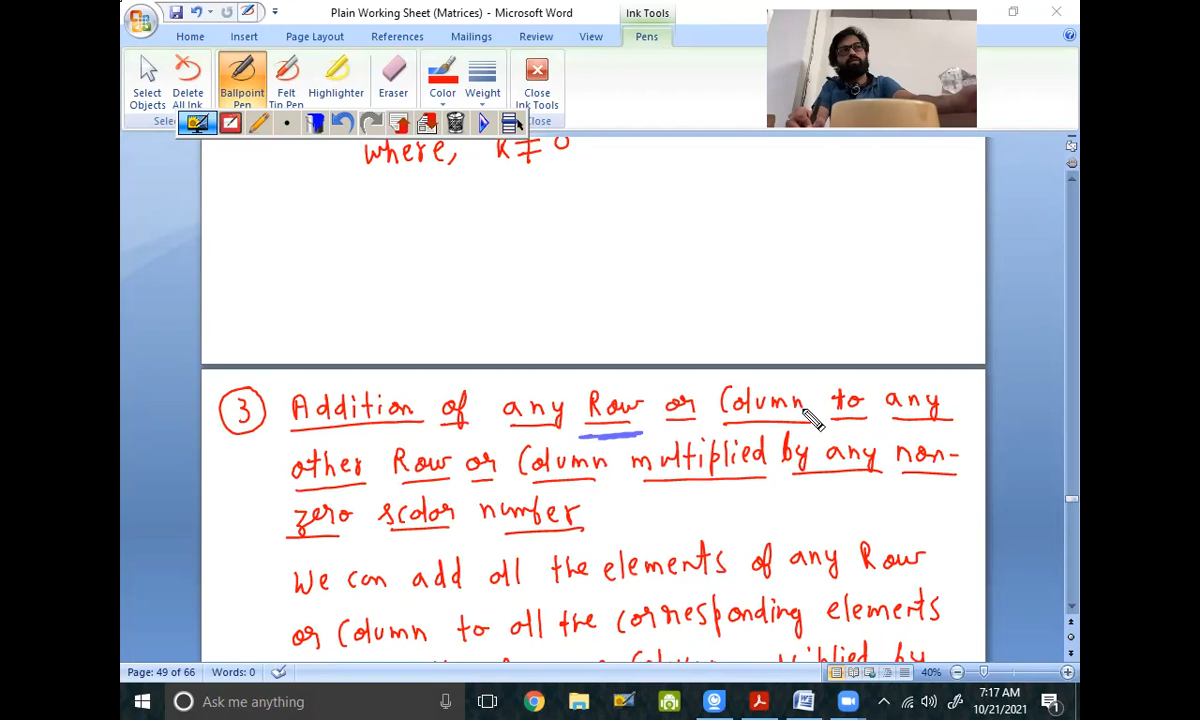 Plain Working Sheet (Matrices) - Microsoft Word
Ink Tools
Home Insert Page Layout References Mailings Review View Pens
Select Objects
Delete All Ink
Ballpoint Pen
Felt Tip Pen
Highlighter
Eraser
Color
Weight
Close Ink Tools
Close
where, K ≠ 0
3 Addition of any Row or Column to any
other Row or Column multiplied by any non-
zero scalar number
We can add all the elements of any Row
or Column to all the corresponding elements
by
Page: 49 of 66 Words: 0 40%
Ask me anything
7:17 AM
10/21/2021